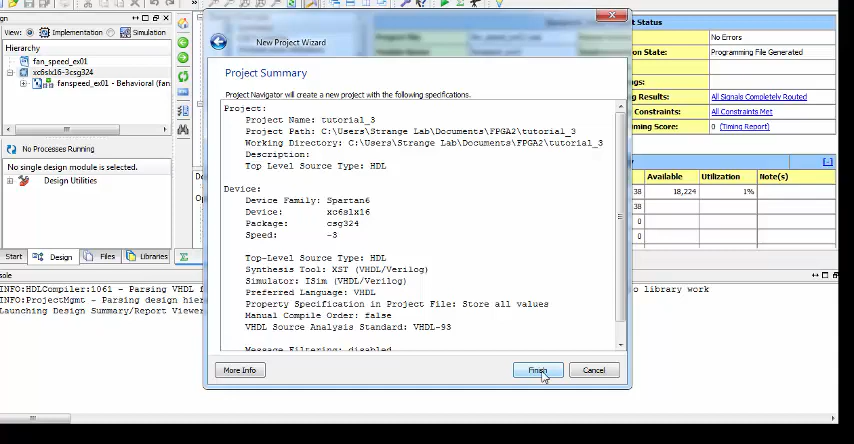 View:
Implementation
Simulation
Hierarchy
fan_speed_ex01
xc6slx16-3csg324
fanspeed_ex01 - Behavioral (fan
No Processes Running
No single design module is selected.
Design Utilities
Start
Design
Files
Libraries
INFO:HDLCompiler:1061 - Parsing VHDL f
INFO:ProjectMgmt - Parsing design hier
Launching Design Summary/Report Viewer
New Project Wizard
Project Summary
Project Navigator will create a new project with the following specifications.
Project:
Project Name: tutorial_3
Project Path: C:\Users\Strange Lab\Documents\FPGA2\tutorial_3
Working Directory: C:\Users\Strange Lab\Documents\FPGA2\tutorial_3
Description:
Top Level Source Type: HDL
Device:
Device Family: Spartan6
Device: xc6slx16
Package: csg324
Speed: -3
Top-Level Source Type: HDL
Synthesis Tool: XST (VHDL/Verilog)
Simulator: ISim (VHDL/Verilog)
Preferred Language: VHDL
Property Specification in Project File: Store all values
Manual Compile Order: false
VHDL Source Analysis Standard: VHDL-93
Message Filtering: disabled
More Info
Finish
Cancel
Status
No Errors
Programming File Generated
All Signals Completely Routed
All Constraints Met
0 (Timing Report)
[-]
Available
Utilization
Note(s)
18,224
1%
o library work